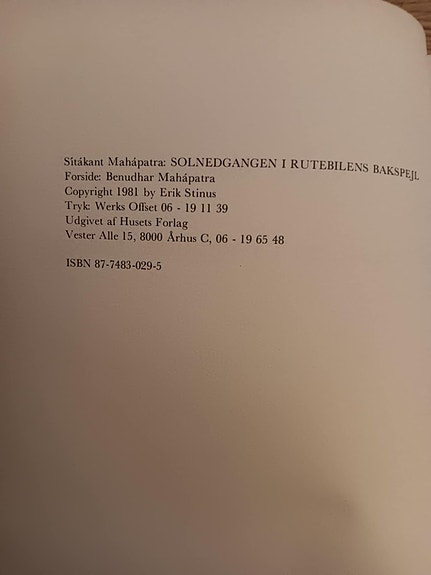 Sítákant Mahápatra: SOLNEDGANGEN I RUTEBILENS BAKSPEJL
Forside: Benudhar Mahápatra
Copyright 1981 by Erik Stinus
Tryk: Werks Offset 06 - 19 11 39
Udgivet af Husets Forlag
Vester Alle 15, 8000 Århus C, 06 - 19 65 48
ISBN 87-7483-029-5